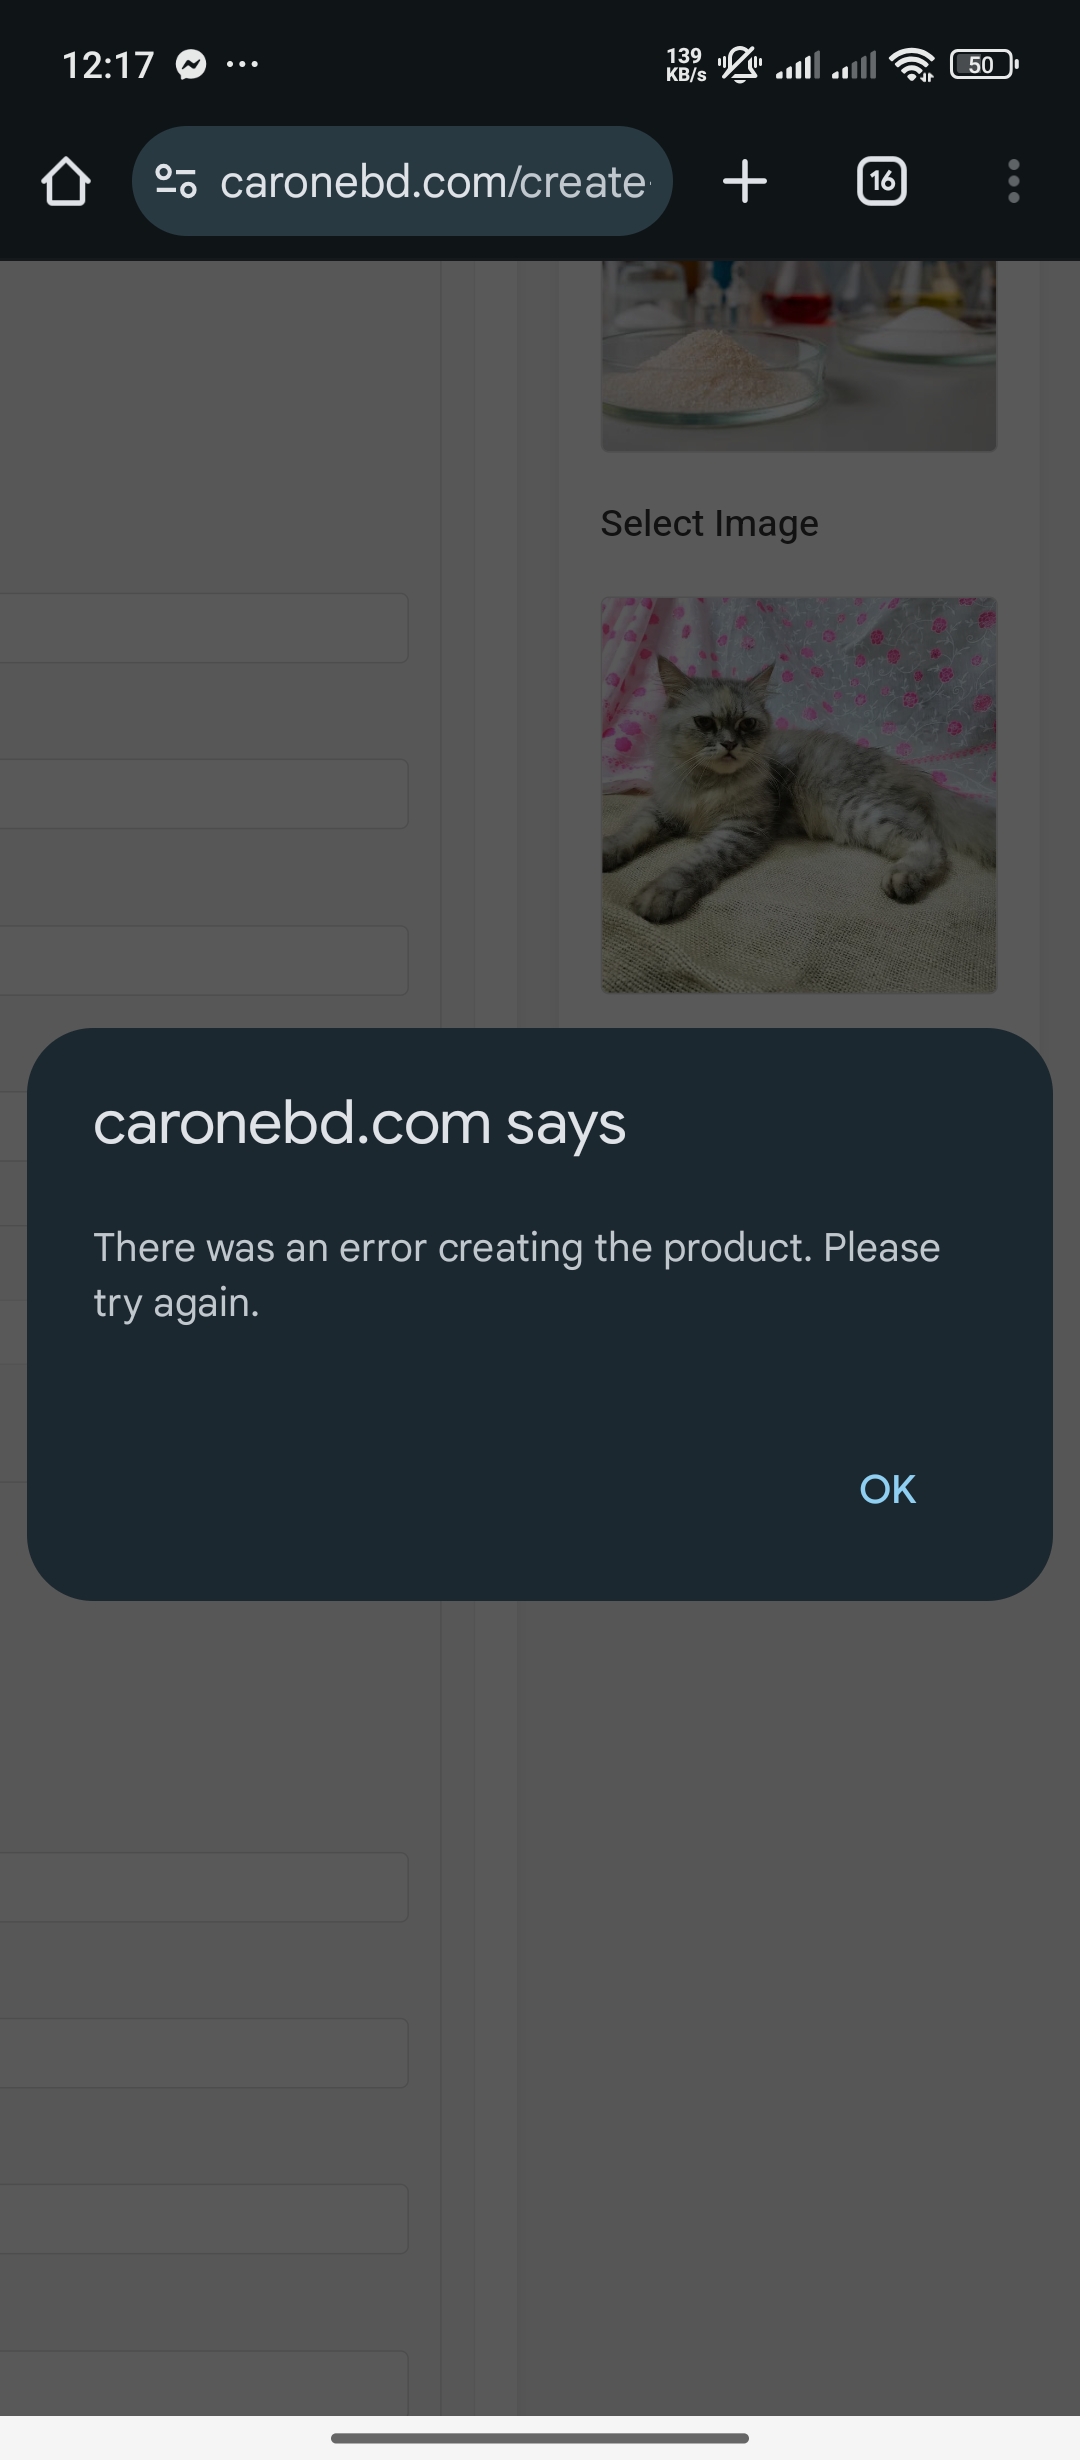 12:17 ...
139
KB/s
50
caronebd.com/create
16
Select Image
caronebd.com says
There was an error creating the product. Please
try again.
OK